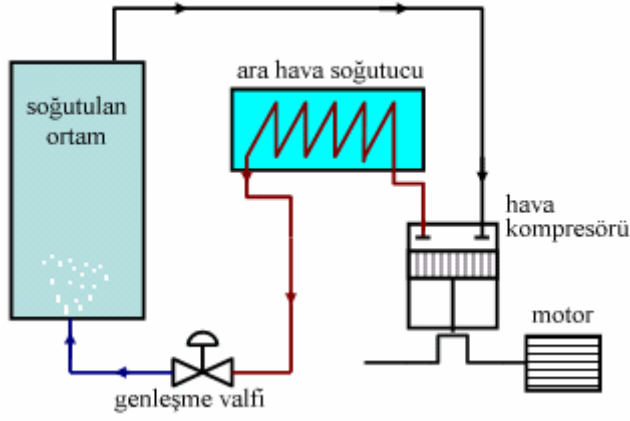 ara hava soğutucu
soğutulan
ortam
hava
kompresörü
motor
genleşme valfi